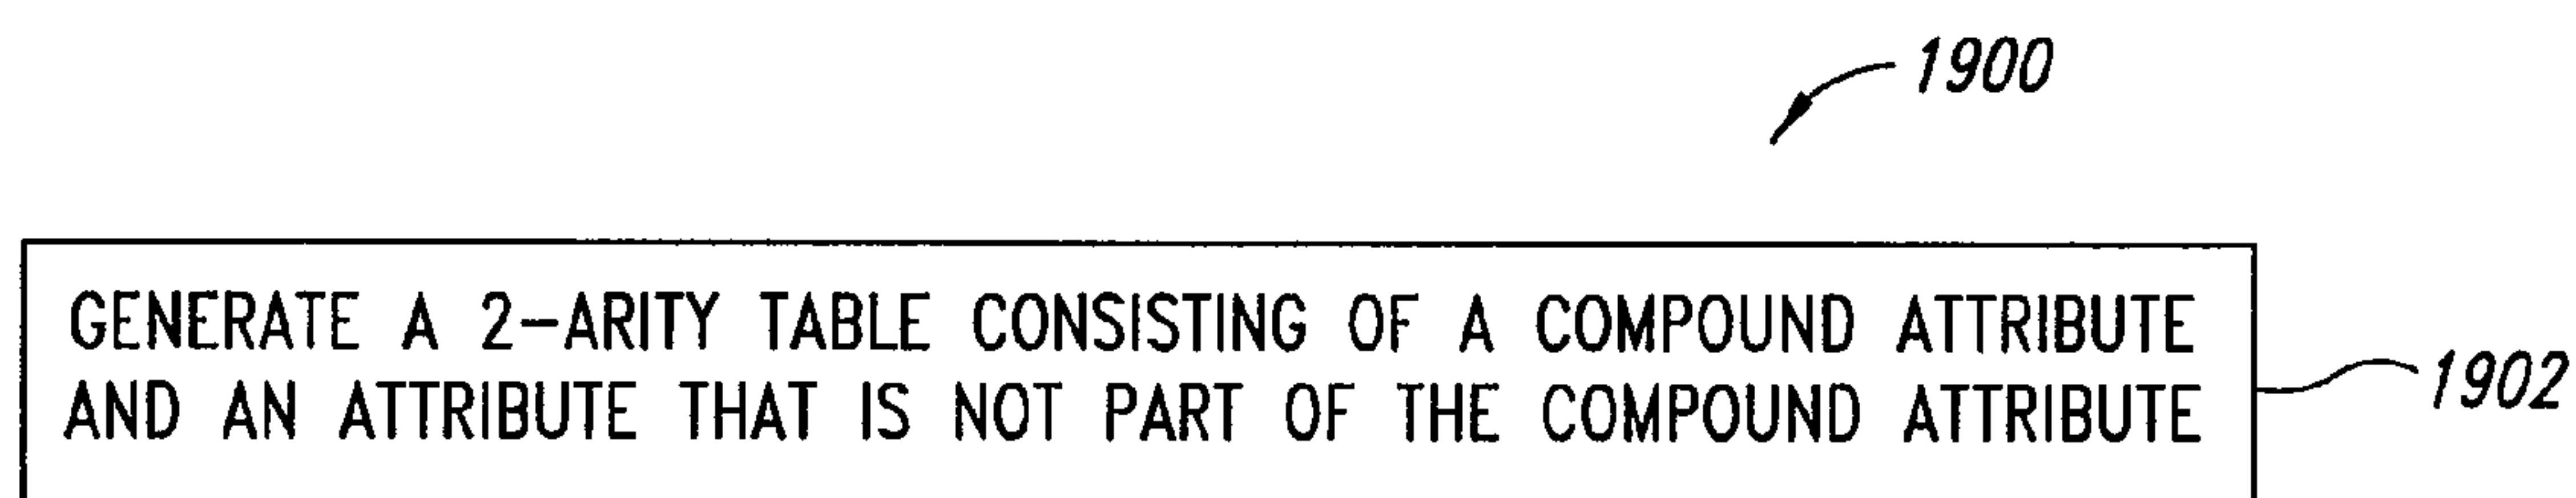 1900
GENERATE A 2-ARITY TABLE CONSISTING OF A COMPOUND ATTRIBUTE
AND AN ATTRIBUTE THAT IS NOT PART OF THE COMPOUND ATTRIBUTE
1902